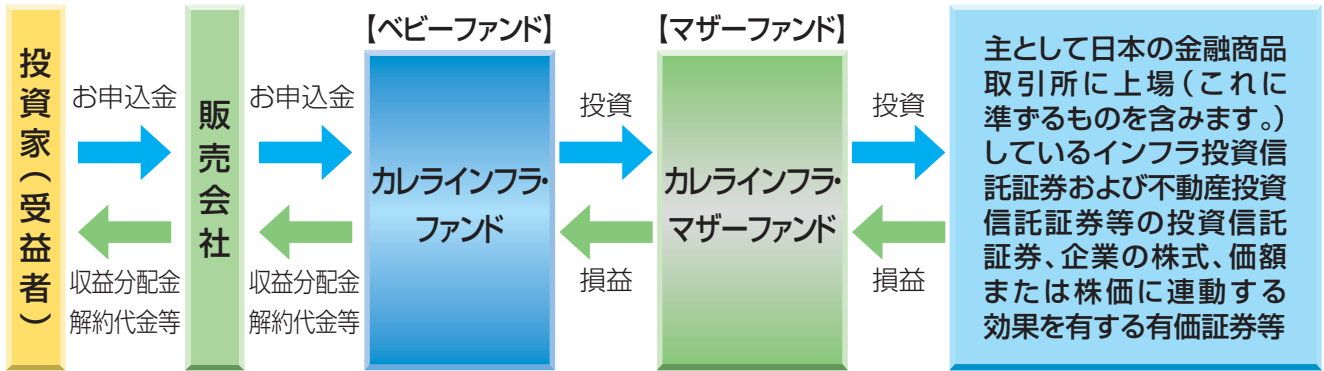 投資家(受益者)
お申込金
収益分配金
解約代金等
販売会社
お申込金
収益分配金
解約代金等
【ベビーファンド】
カレラインフラ・
ファンド
投資
損益
【マザーファンド】
カレラインフラ・
マザーファンド
投資
損益
主として日本の金融商品
取引所に上場(これに
準ずるものを含みます。)
しているインフラ投資信
託証券および不動産投資
信託証券等の投資信託
証券、企業の株式、価額
または株価に連動する
効果を有する有価証券等